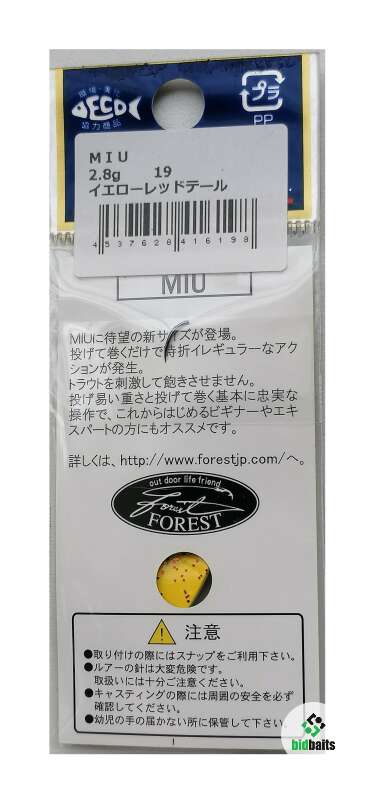 環境・実行
ECO
協力商品
プラ
PP
MIU
2.8g 19
イエローレッドテール
4 537628 416198
MIU
MIUに待望の新サイズが登場。
投げて巻くだけで時折イレギュラーなアク
ションが発生。
トラウトを刺激して飽きさせません。
投げ易い重さと投げて巻く基本に忠実な
操作で、これからはじめるビギナーやエキ
スパートの方にもオススメです。
詳しくは、http://www.forestjp.com/へ。
out door life friend
Forest
FOREST
注意
●取り付けの際にはスナップをご利用下さい。
●ルアーの針は大変危険です。
取扱いには十分ご注意ください。
●キャスティングの際には周囲の安全を必ず
確認してください。
●幼児の手の届かない所に保管して下さい
bidbaits